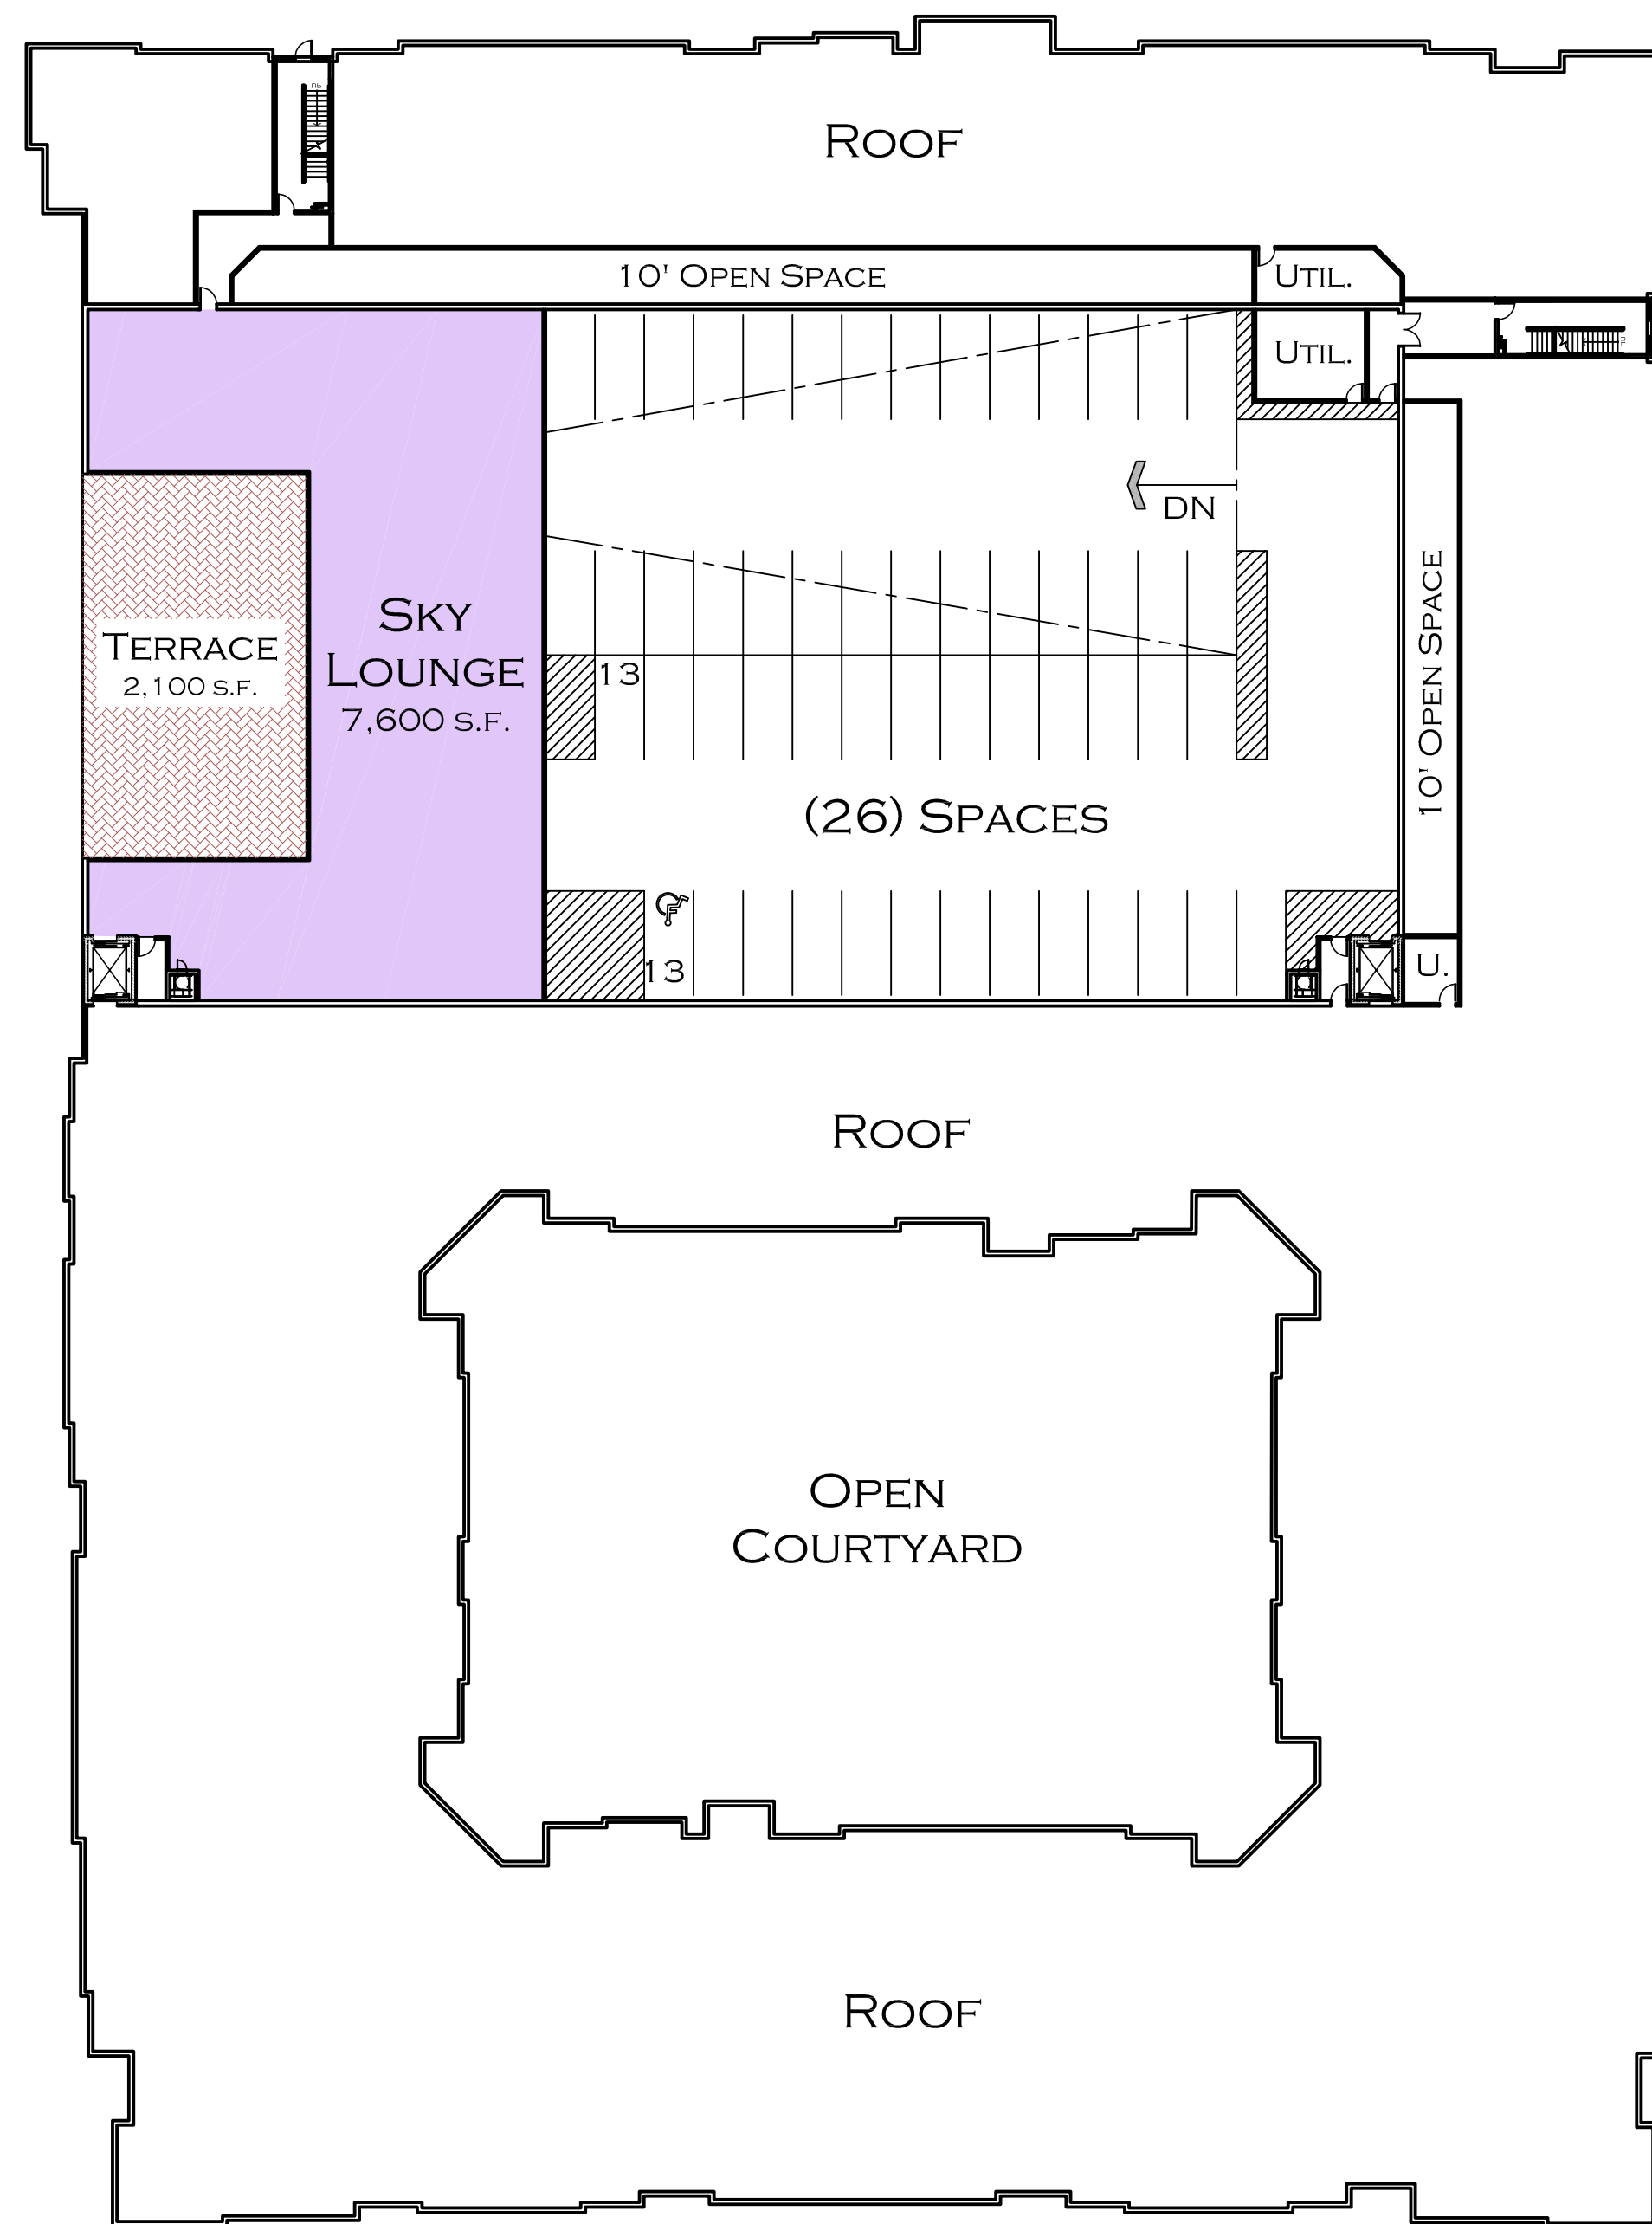 ROOF
10' OPEN SPACE
UTIL.
UTIL.
DN
SKY
LOUNGE
7,600 S.F.
TERRACE
2,100 S.F.
13
10' OPEN SPACE
(26) SPACES
13
U.
ROOF
OPEN
COURTYARD
ROOF